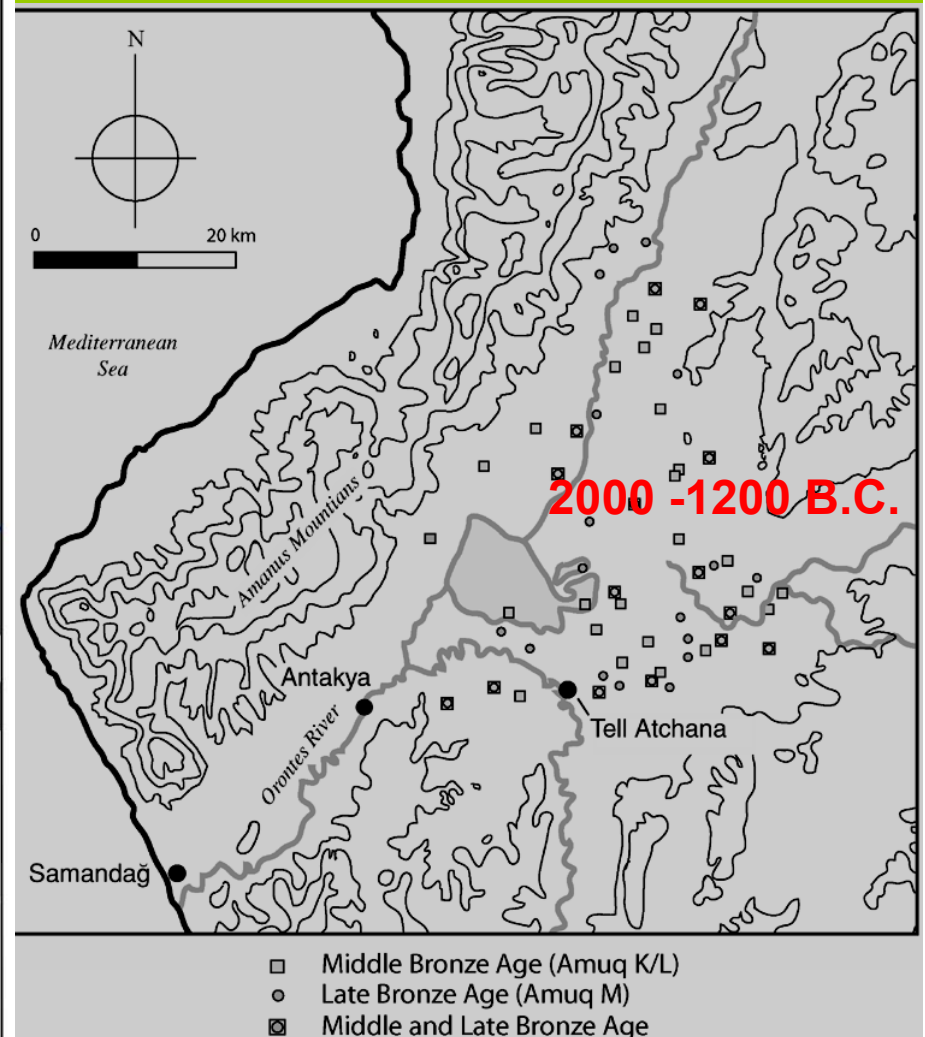 N
0 20 km
Mediterranean
Sea
Amanus Mountians
2000 -1200 B.C.
Antakya
Orontes River
Tell Atchana
Samandağ
Middle Bronze Age (Amuq K/L)
Late Bronze Age (Amuq M)
Middle and Late Bronze Age